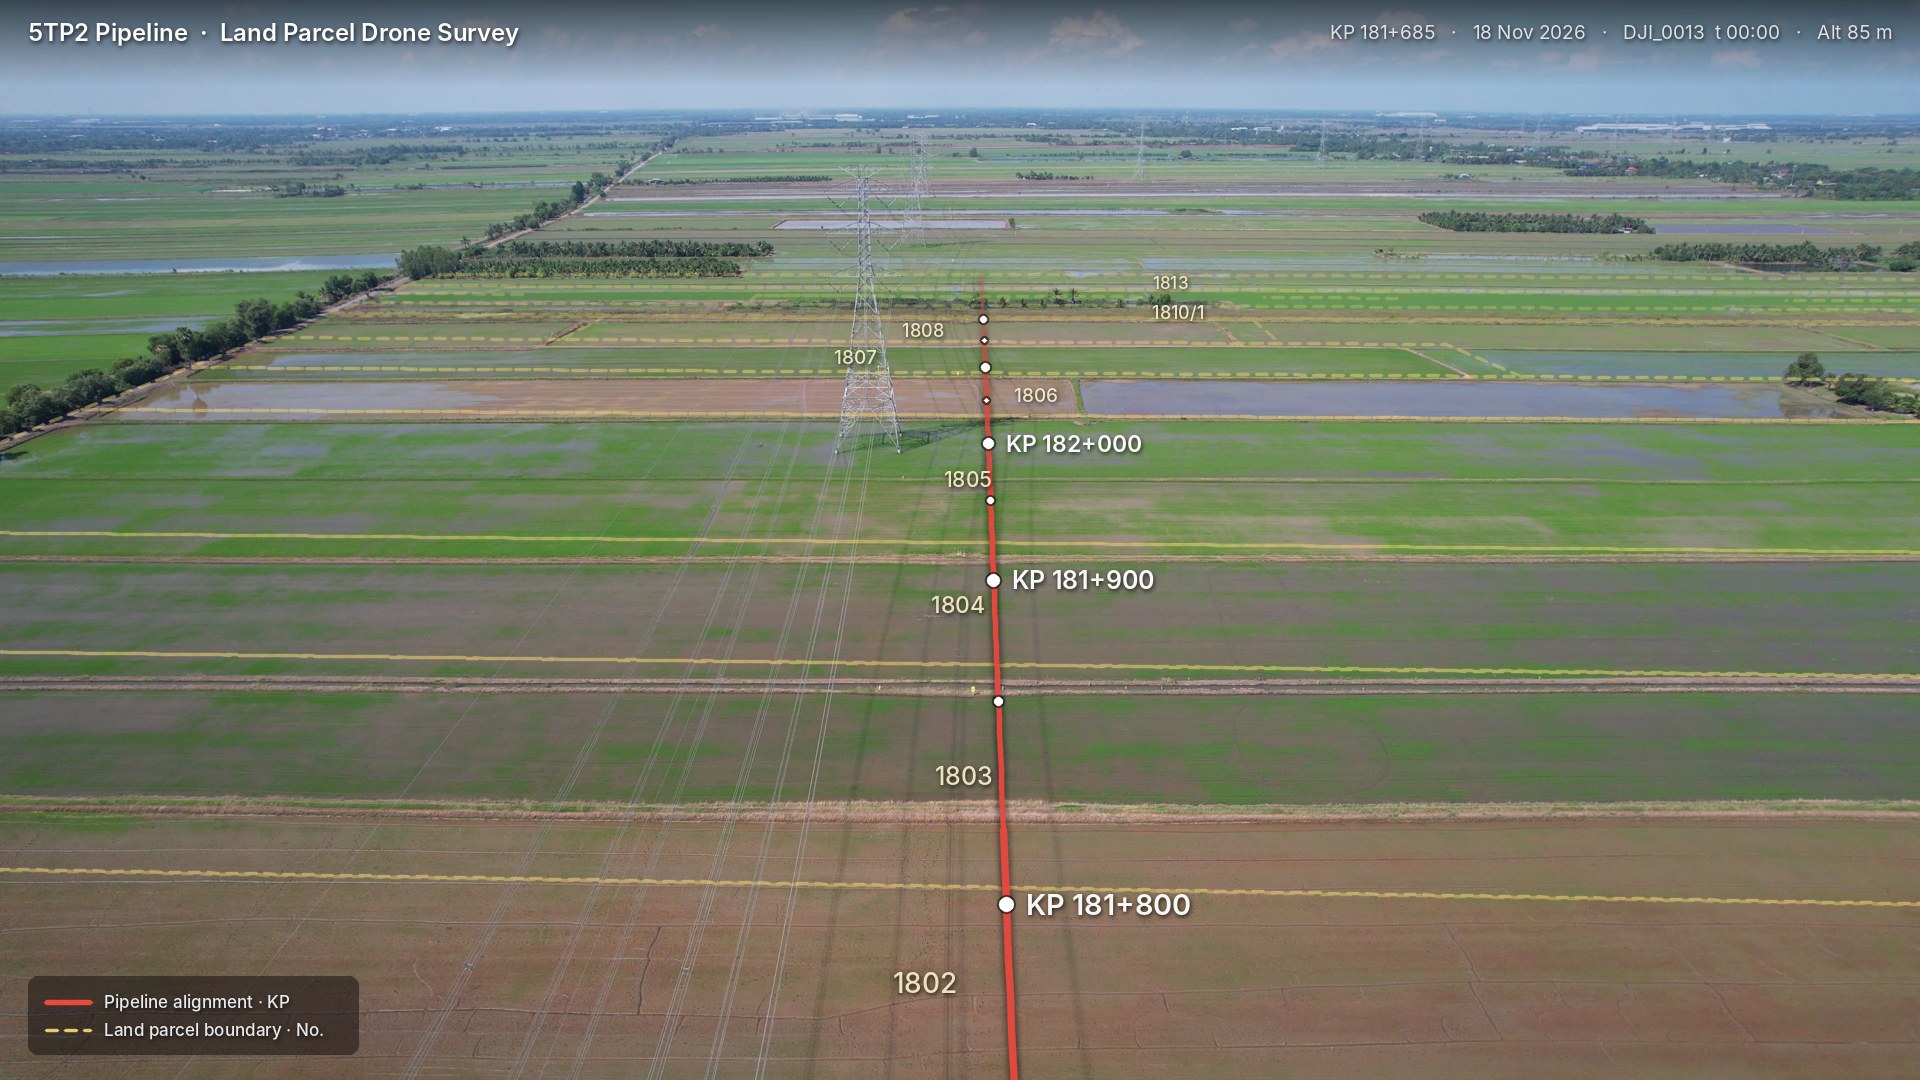 5TP2 Pipeline · Land Parcel Drone Survey
KP 181+685 · 18 Nov 2026 · DJI_0013 t 00:00 · Alt 85 m
1813
1810/1
1808
1807
1806
KP 182+000
1805
KP 181+900
1804
1803
KP 181+800
1802
Pipeline alignment · KP
Land parcel boundary · No.